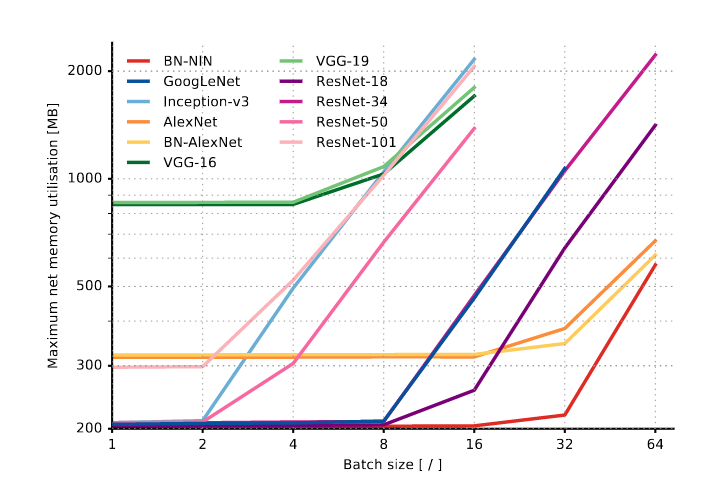 Maximum net memory utilisation [MB]
2000
1000
500
300
200
BN-NIN
GoogLeNet
Inception-v3
AlexNet
BN-AlexNet
VGG-16
VGG-19
ResNet-18
ResNet-34
ResNet-50
ResNet-101
1 2 4 8 16 32 64
Batch size [ / ]